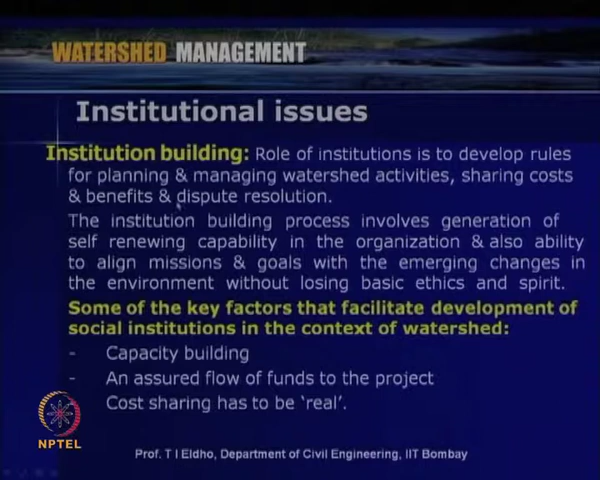 WATERSHED MANAGEMENT
Institutional issues
Institution building: Role of institutions is to develop rules
for planning & managing watershed activities, sharing costs
& benefits & dispute resolution.
The institution building process involves generation of
self renewing capability in the organization & also ability
to align missions & goals with the emerging changes in
the environment without losing basic ethics and spirit.
Some of the key factors that facilitate development of
social institutions in the context of watershed:
- Capacity building
- An assured flow of funds to the project
Cost sharing has to be ‘real’.
NPTEL
Prof. T I Eldho, Department of Civil Engineering, IIT Bombay